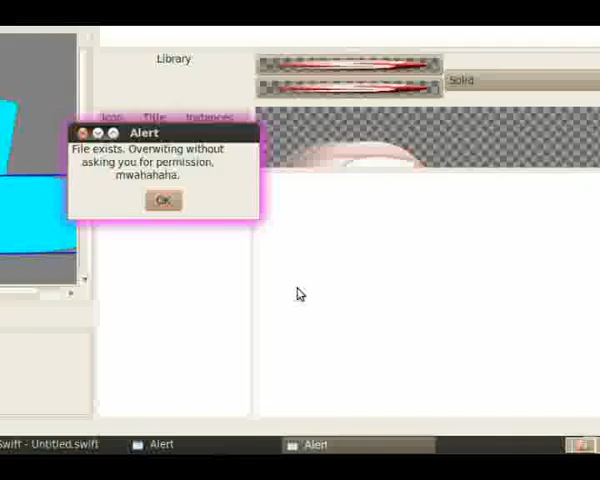 Library
Solid
Icon Title Instances
Alert
File exists. Overwiting without
asking you for permission,
mwahahaha.
OK
Swift - Untitled.swift
Alert
Alert